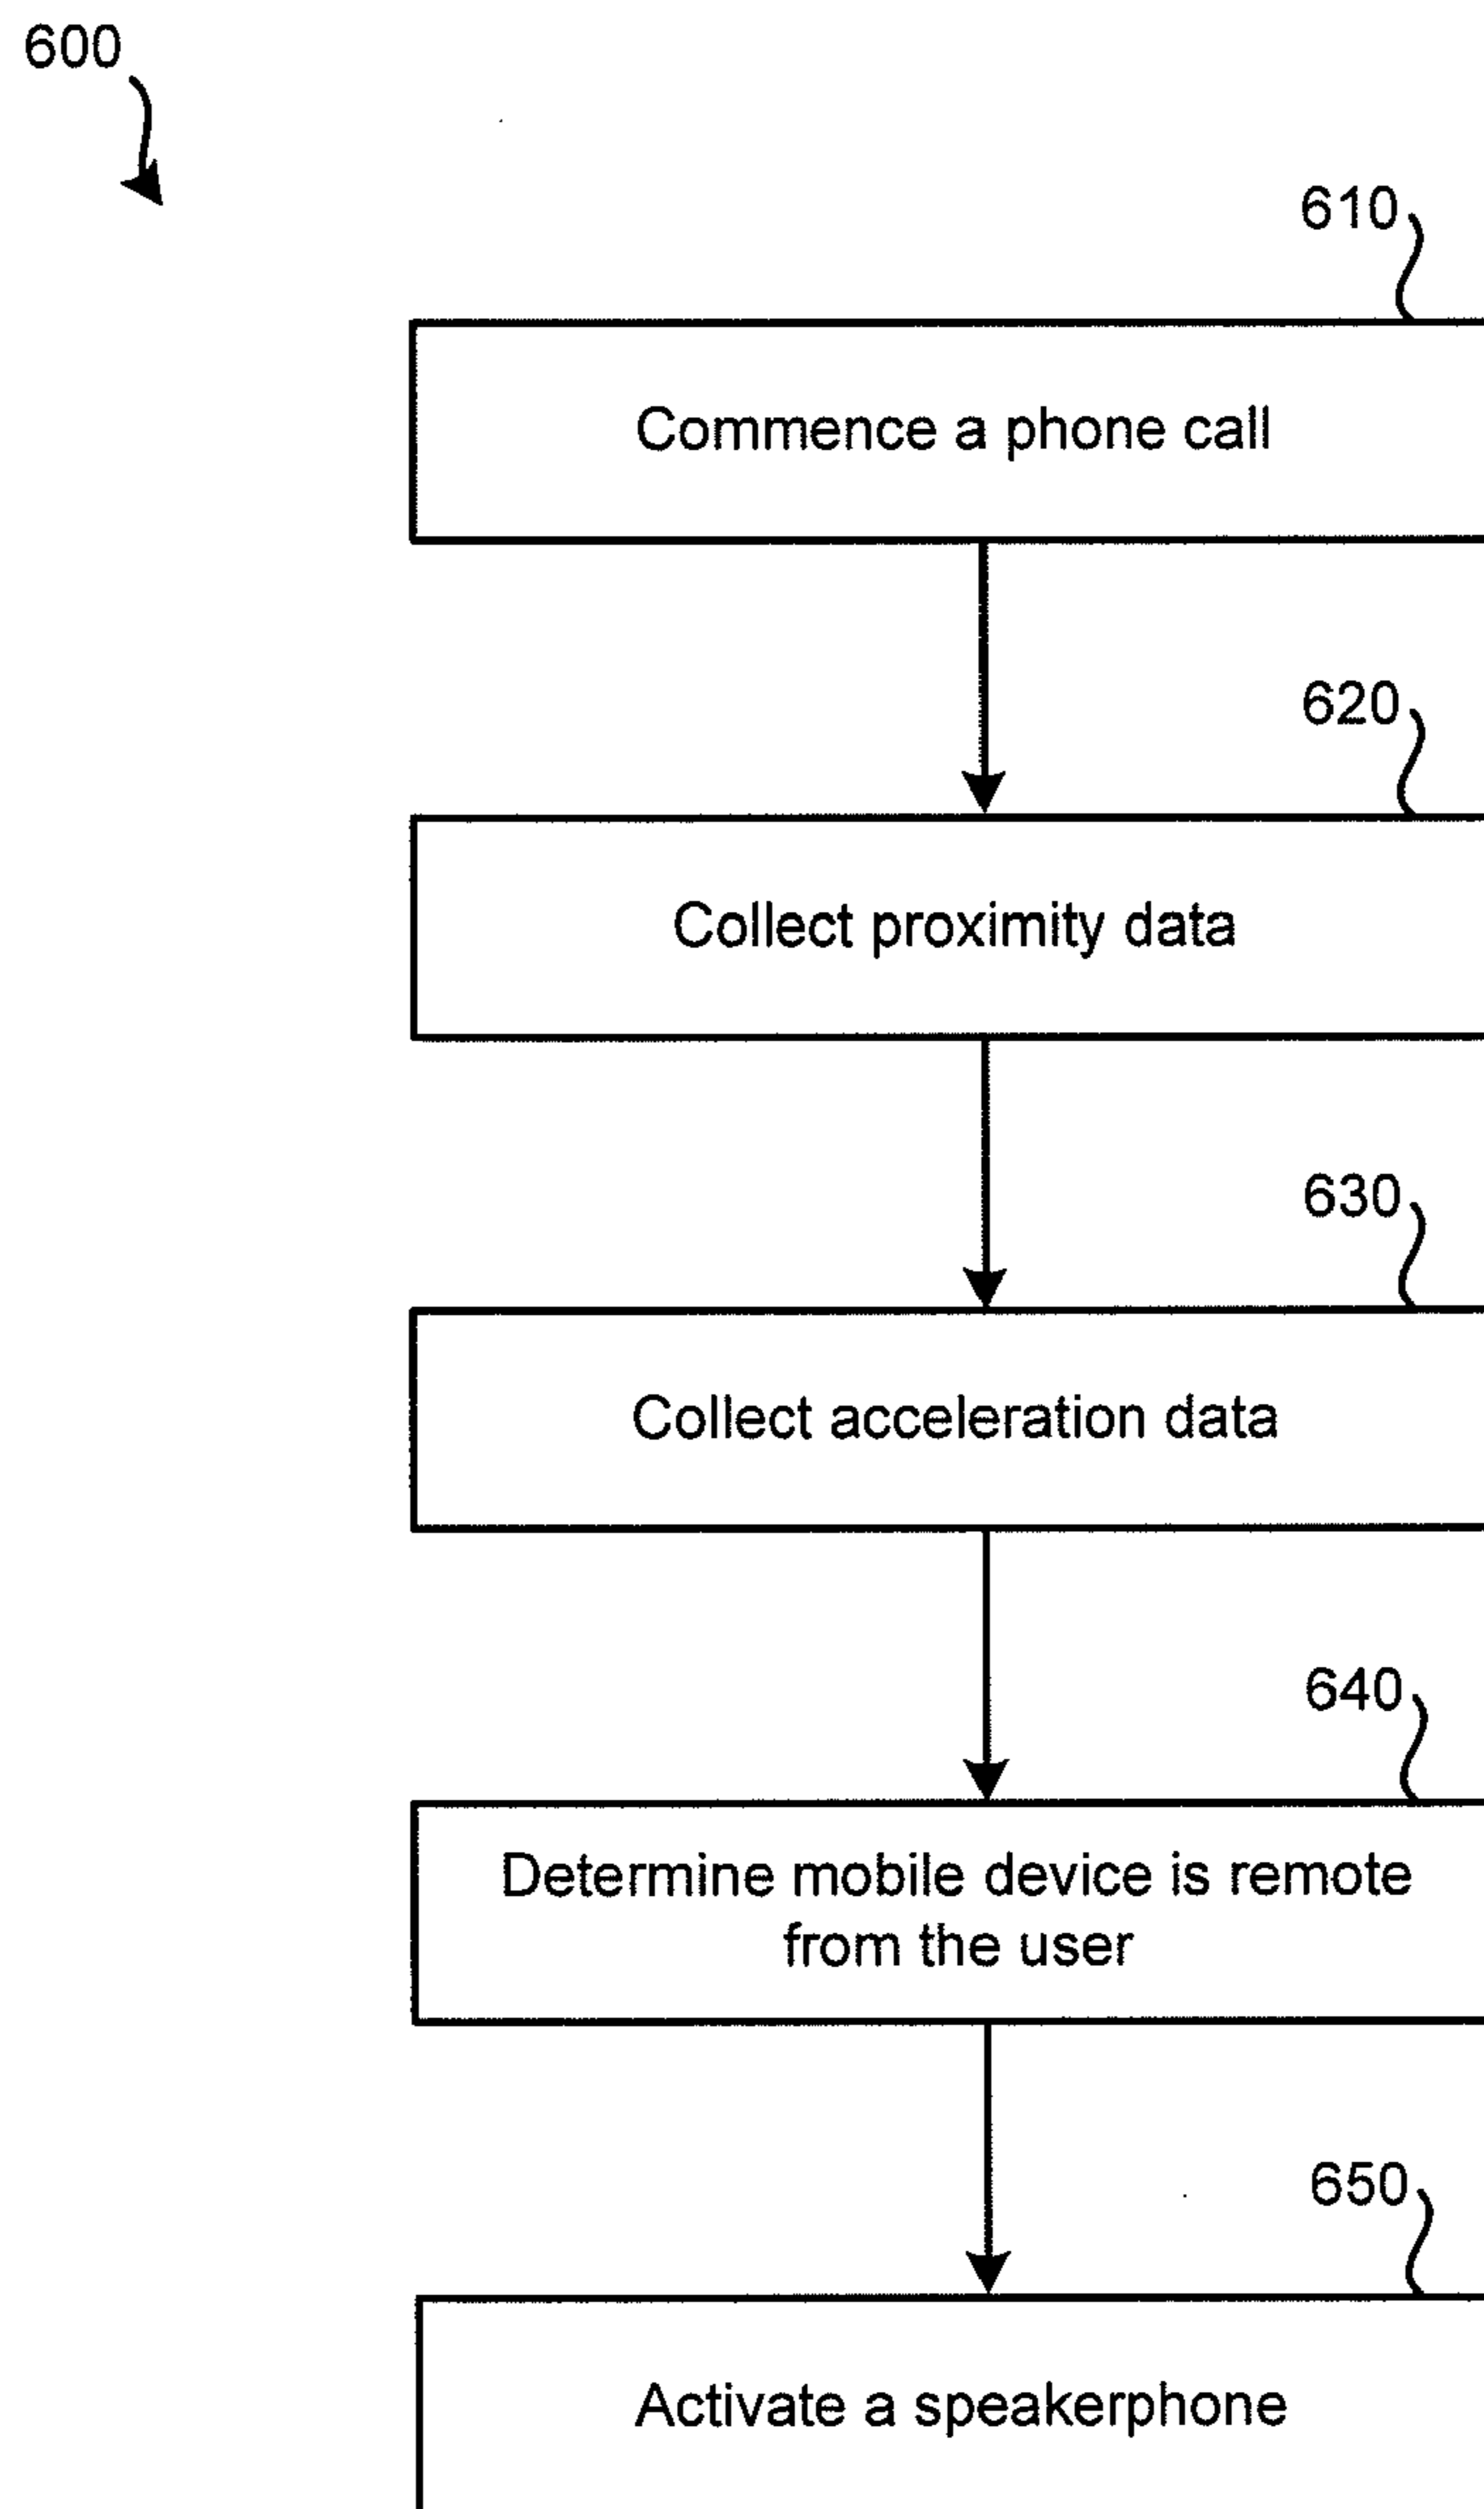 600
610
Commence a phone call
620
Collect proximity data
630
Collect acceleration data
640
Determine mobile device is remote
from the user
650
Activate a speakerphone